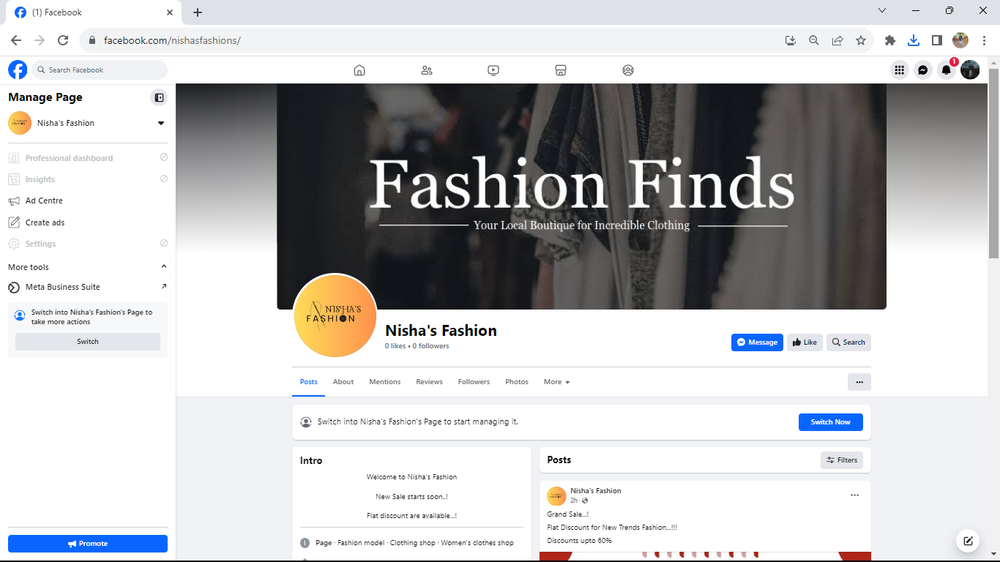 (1) Facebook
facebook.com/nishasfashions/
Search Facebook
1
Manage Page
Nisha's Fashion
Professional dashboard
Insights
Ad Centre
Create ads
Settings
More tools
Meta Business Suite
Switch into Nisha's Fashion's Page to
take more actions
Switch
Promote
Fashion Finds
Your Local Boutique for Incredible Clothing
NISHA'S
FASHION
Nisha's Fashion
0 likes • 0 followers
Message
Like
Search
Posts
About
Mentions
Reviews
Followers
Photos
More
Switch into Nisha's Fashion's Page to start managing it.
Switch Now
Intro
Welcome to Nisha's Fashion
New Sale starts soon..!
Flat discount are available...!
Page · Fashion model · Clothing shop · Women's clothes shop
Posts
Filters
Nisha's Fashion
2h ·
Grand Sale...!
Flat Discount for New Trends Fashion...!!!
Discounts upto 60%